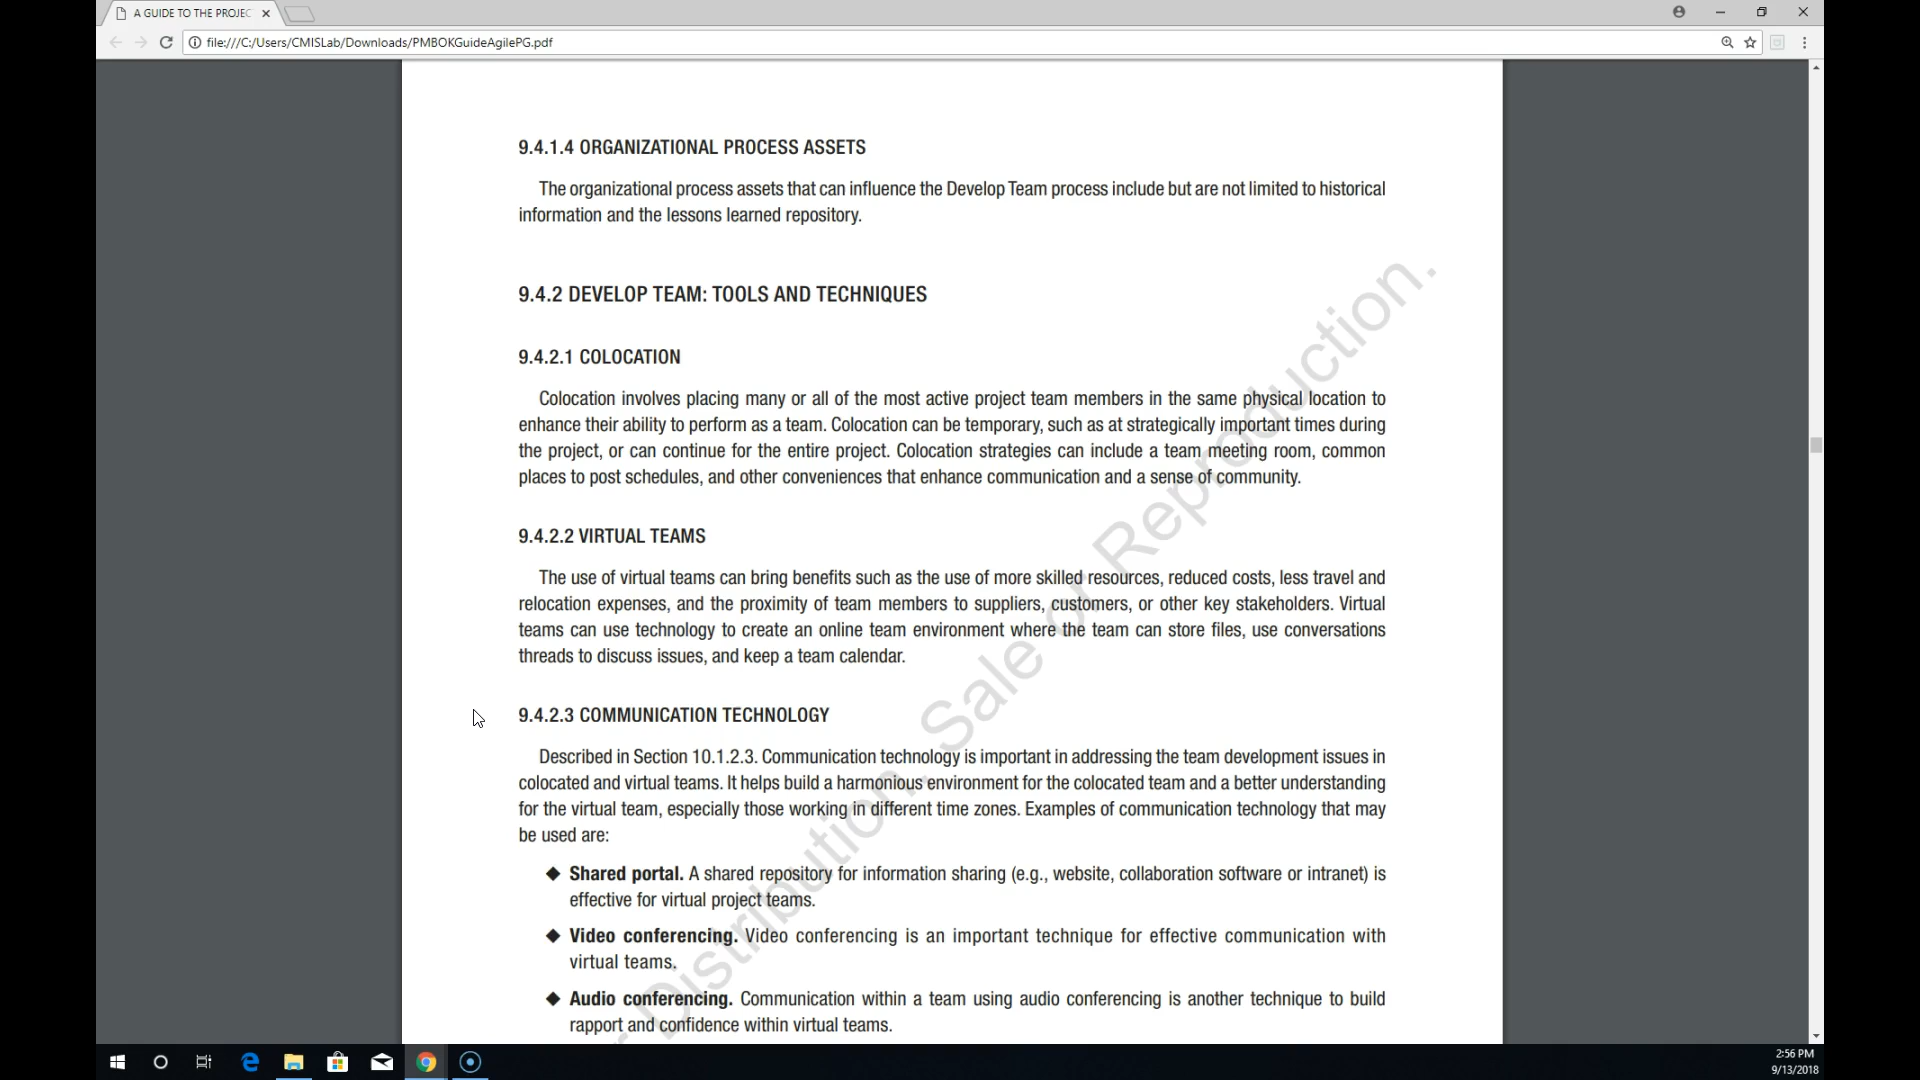 A GUIDE TO THE PROJEC
file:///C:/Users/CMISLab/Downloads/PMBOKGuideAgilePG.pdf
9.4.1.4 ORGANIZATIONAL PROCESS ASSETS
The organizational process assets that can influence the Develop Team process include but are not limited to historical
information and the lessons learned repository.
9.4.2 DEVELOP TEAM: TOOLS AND TECHNIQUES
9.4.2.1 COLOCATION
Colocation involves placing many or all of the most active project team members in the same physical location to
enhance their ability to perform as a team. Colocation can be temporary, such as at strategically important times during
the project, or can continue for the entire project. Colocation strategies can include a team meeting room, common
places to post schedules, and other conveniences that enhance communication and a sense of community.
9.4.2.2 VIRTUAL TEAMS
The use of virtual teams can bring benefits such as the use of more skilled resources, reduced costs, less travel and
relocation expenses, and the proximity of team members to suppliers, customers, or other key stakeholders. Virtual
teams can use technology to create an online team environment where the team can store files, use conversations
threads to discuss issues, and keep a team calendar.
9.4.2.3 COMMUNICATION TECHNOLOGY
Described in Section 10.1.2.3. Communication technology is important in addressing the team development issues in
colocated and virtual teams. It helps build a harmonious environment for the colocated team and a better understanding
for the virtual team, especially those working in different time zones. Examples of communication technology that may
be used are:
◆ Shared portal. A shared repository for information sharing (e.g., website, collaboration software or intranet) is
effective for virtual project teams.
◆ Video conferencing. Video conferencing is an important technique for effective communication with
virtual teams.
◆ Audio conferencing. Communication within a team using audio conferencing is another technique to build
rapport and confidence within virtual teams.
Distribution. Sale or Reproduction.
2:56 PM
9/13/2018